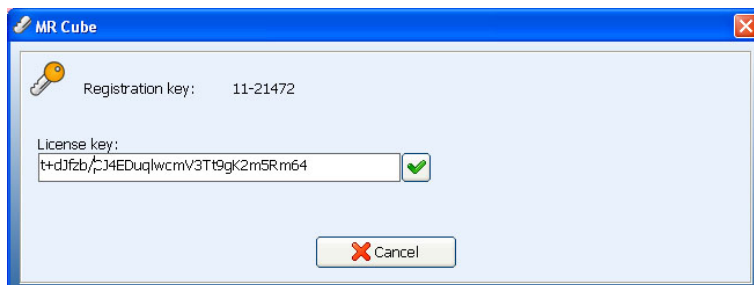 MR Cube
Registration key: 11-21472
License key:
t+dJfzb/CJ4EDuqlwcmV3Tt9gK2m5Rm64
Cancel